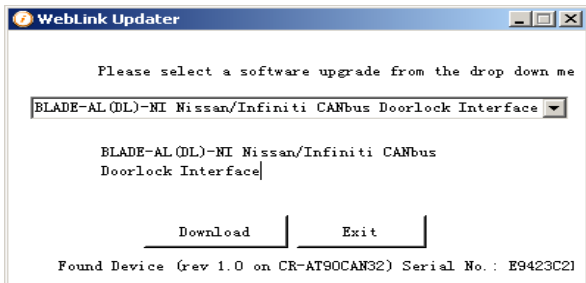 WebLink Updater
Please select a software upgrade from the drop down me
BLADE-AL(DL)-NI Nissan/Infiniti CANbus Doorlock Interface
BLADE-AL(DL)-NI Nissan/Infiniti CANbus
Doorlock Interface
Download Exit
Found Device (rev 1.0 on CR-AT90CAN32) Serial No.: E9423C2